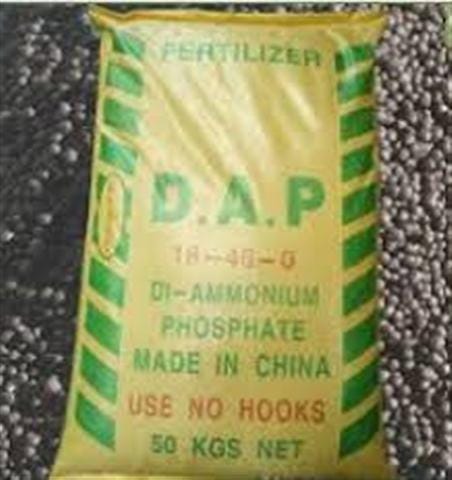 FERTILIZER
D.A.P
18-46-0
DI-AMMONIUM
PHOSPHATE
MADE IN CHINA
USE NO HOOKS
50 KGS NET